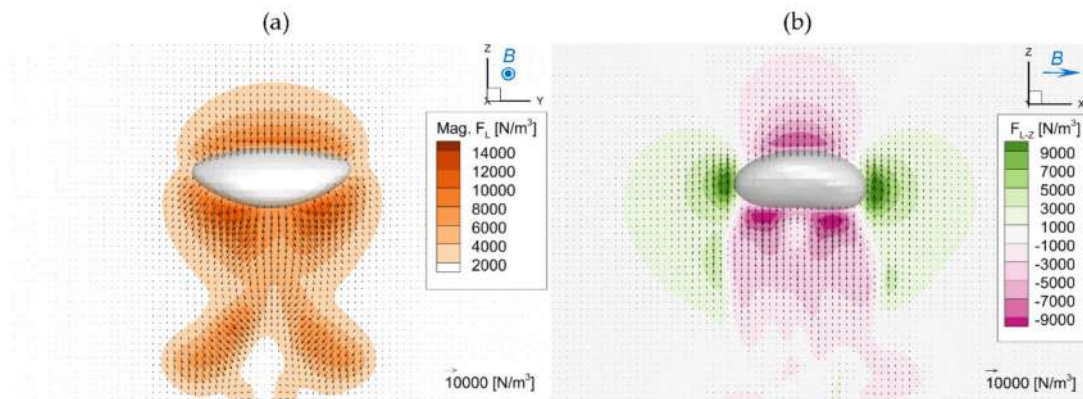 (a)
Z
B
X
Y
Mag. F_L [N/m³]
14000
12000
10000
8000
6000
4000
2000
10000 [N/m³]
(b)
Z
B
X
F_L-Z [N/m³]
9000
7000
5000
3000
1000
-1000
-3000
-5000
-7000
-9000
10000 [N/m³]